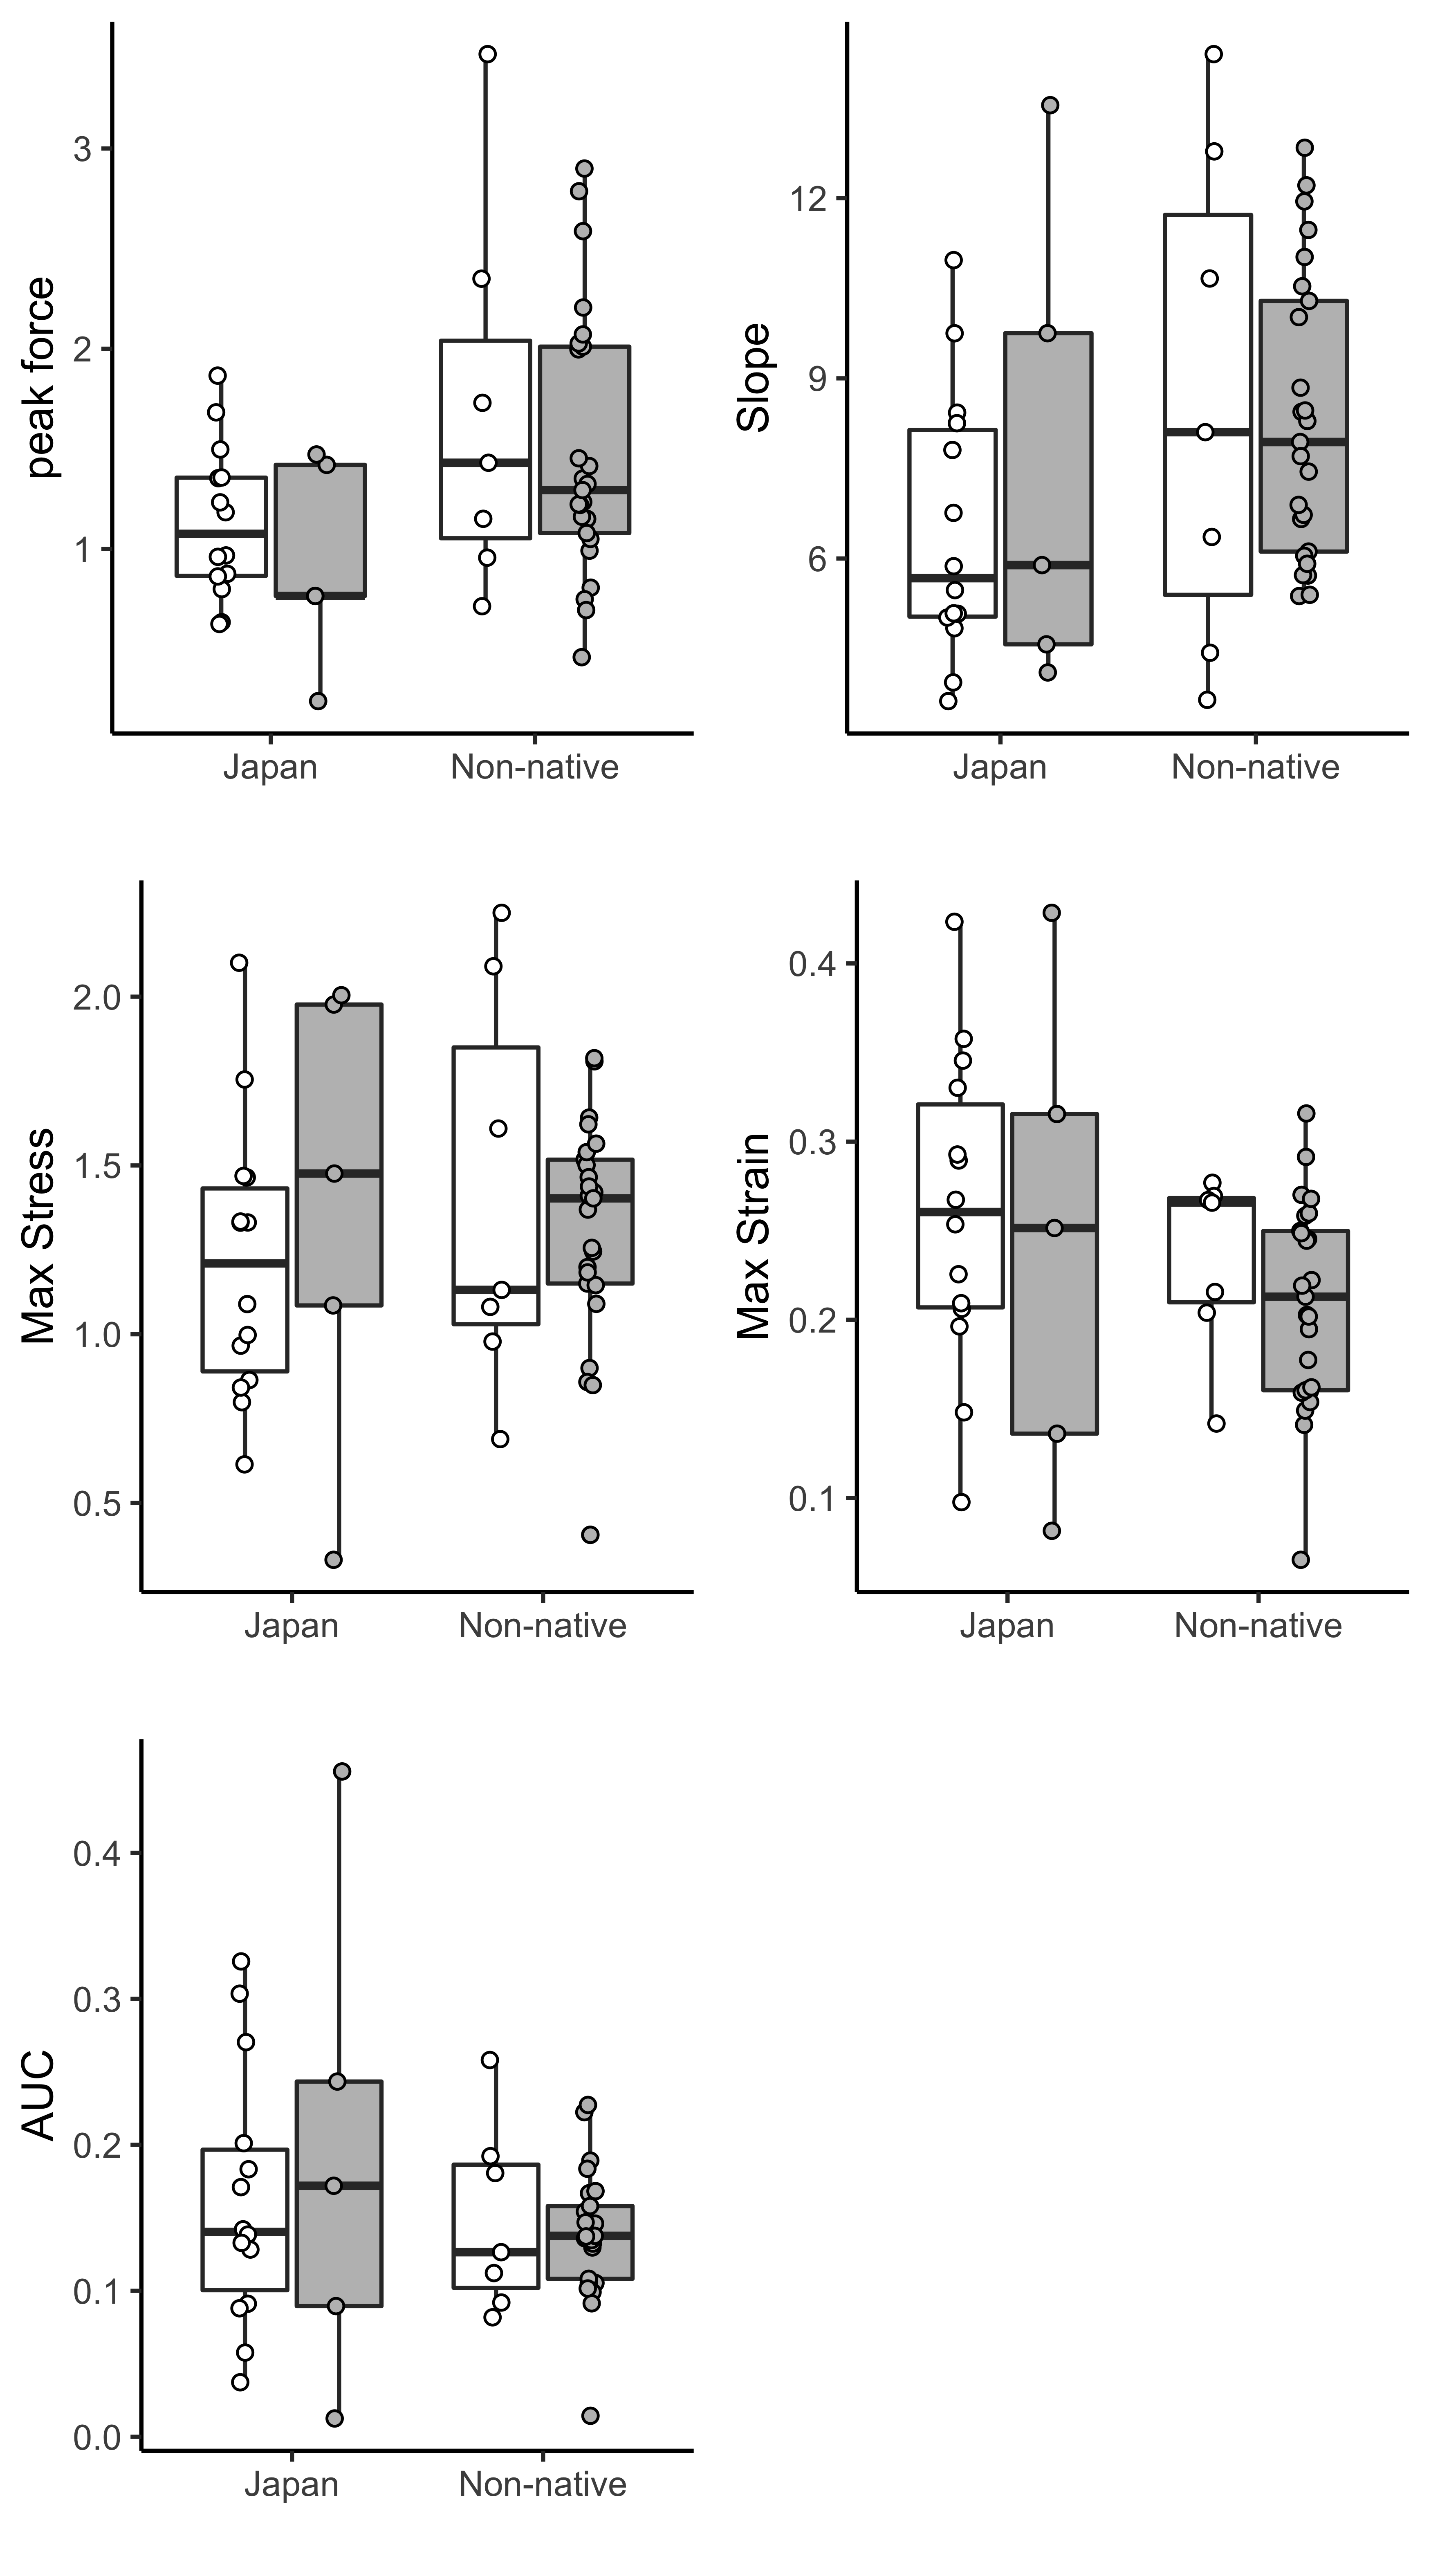 peak force
3
2
1
Japan
Non-native
Slope
12
9
6
Japan
Non-native
Max Stress
2.0
1.5
1.0
0.5
Japan
Non-native
Max Strain
0.4
0.3
0.2
0.1
Japan
Non-native
AUC
0.4
0.3
0.2
0.1
0.0
Japan
Non-native